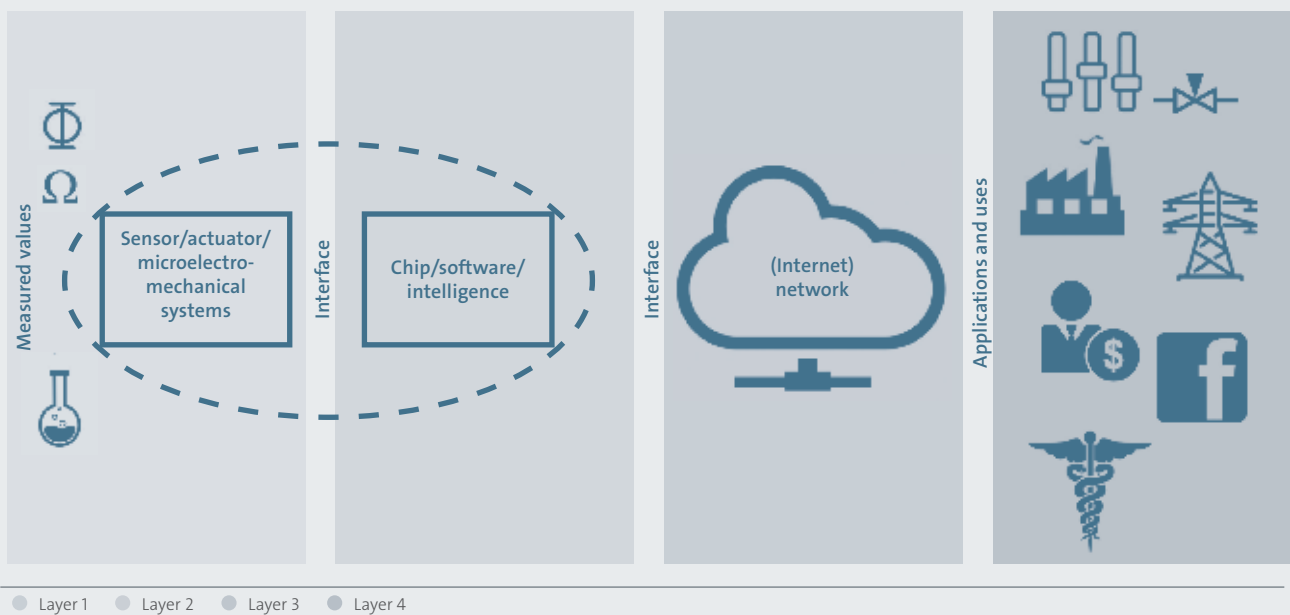 Φ
Ω
Measured values
Sensor/actuator/
microelectro-
mechanical
systems
Interface
Chip/software/
intelligence
Interface
(Internet)
network
Applications and uses
$
f
Layer 1
Layer 2
Layer 3
Layer 4